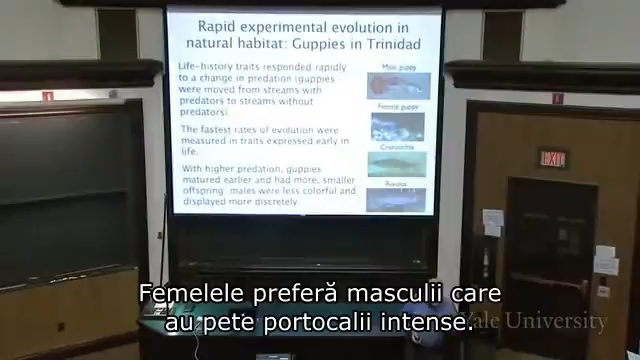 Rapid experimental evolution in
natural habitat: Guppies in Trinidad
Life-history traits responded rapidly
to a change in predation (guppies
were moved from streams with
predators to streams without
predators).
The fastest rates of evolution were
measured in traits expressed early in
life.
With higher predation, guppies
matured earlier and had more, smaller
offspring males were less colorful and
displayed more discretely.
Male guppy
Female guppy
EXIT
Femelele preferă masculii care
au pete portocalii intense.
Yale University